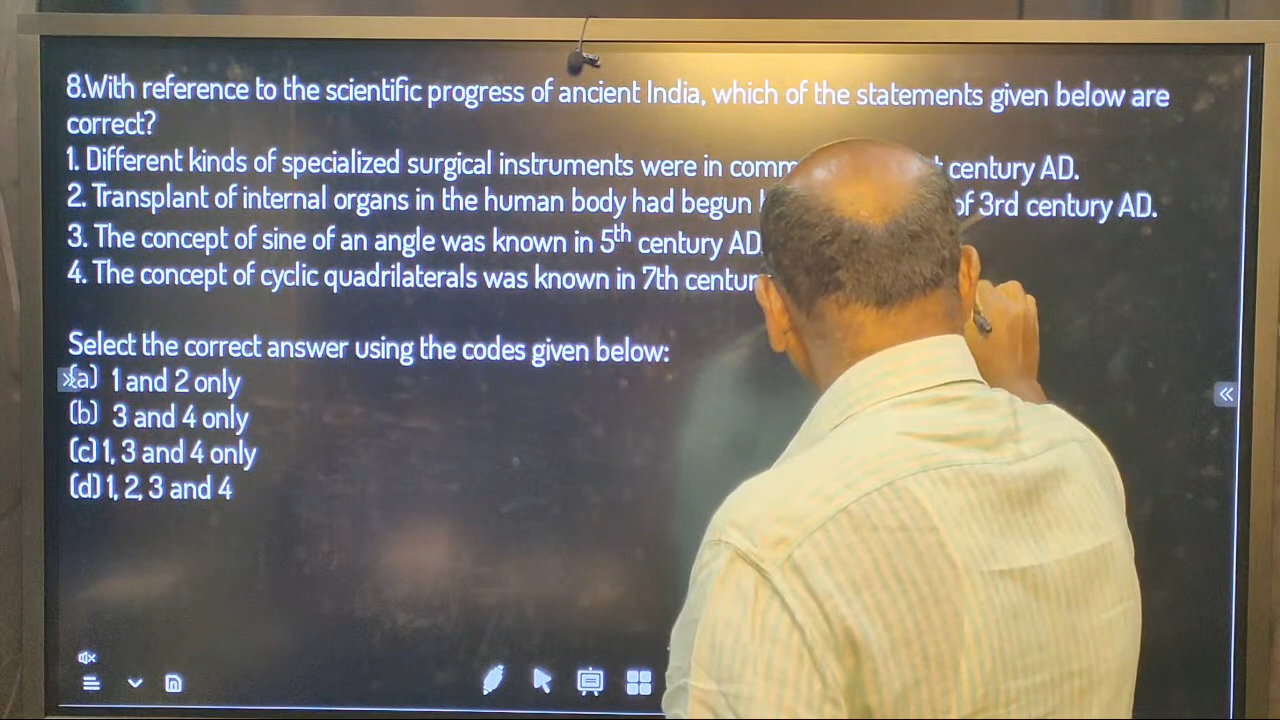 8.With reference to the scientific progress of ancient India, which of the statements given below are
correct?
1. Different kinds of specialized surgical instruments were in century AD.
2. Transplant of internal organs in the human body had begun of 3rd century AD.
3. The concept of sine of an angle was known in 5th century AD
4. The concept of cyclic quadrilaterals was known in 7th
Select the correct answer using the codes given below:
(a) 1 and 2 only
(b) 3 and 4 only
(c) 1, 3 and 4 only
(d) 1, 2, 3 and 4